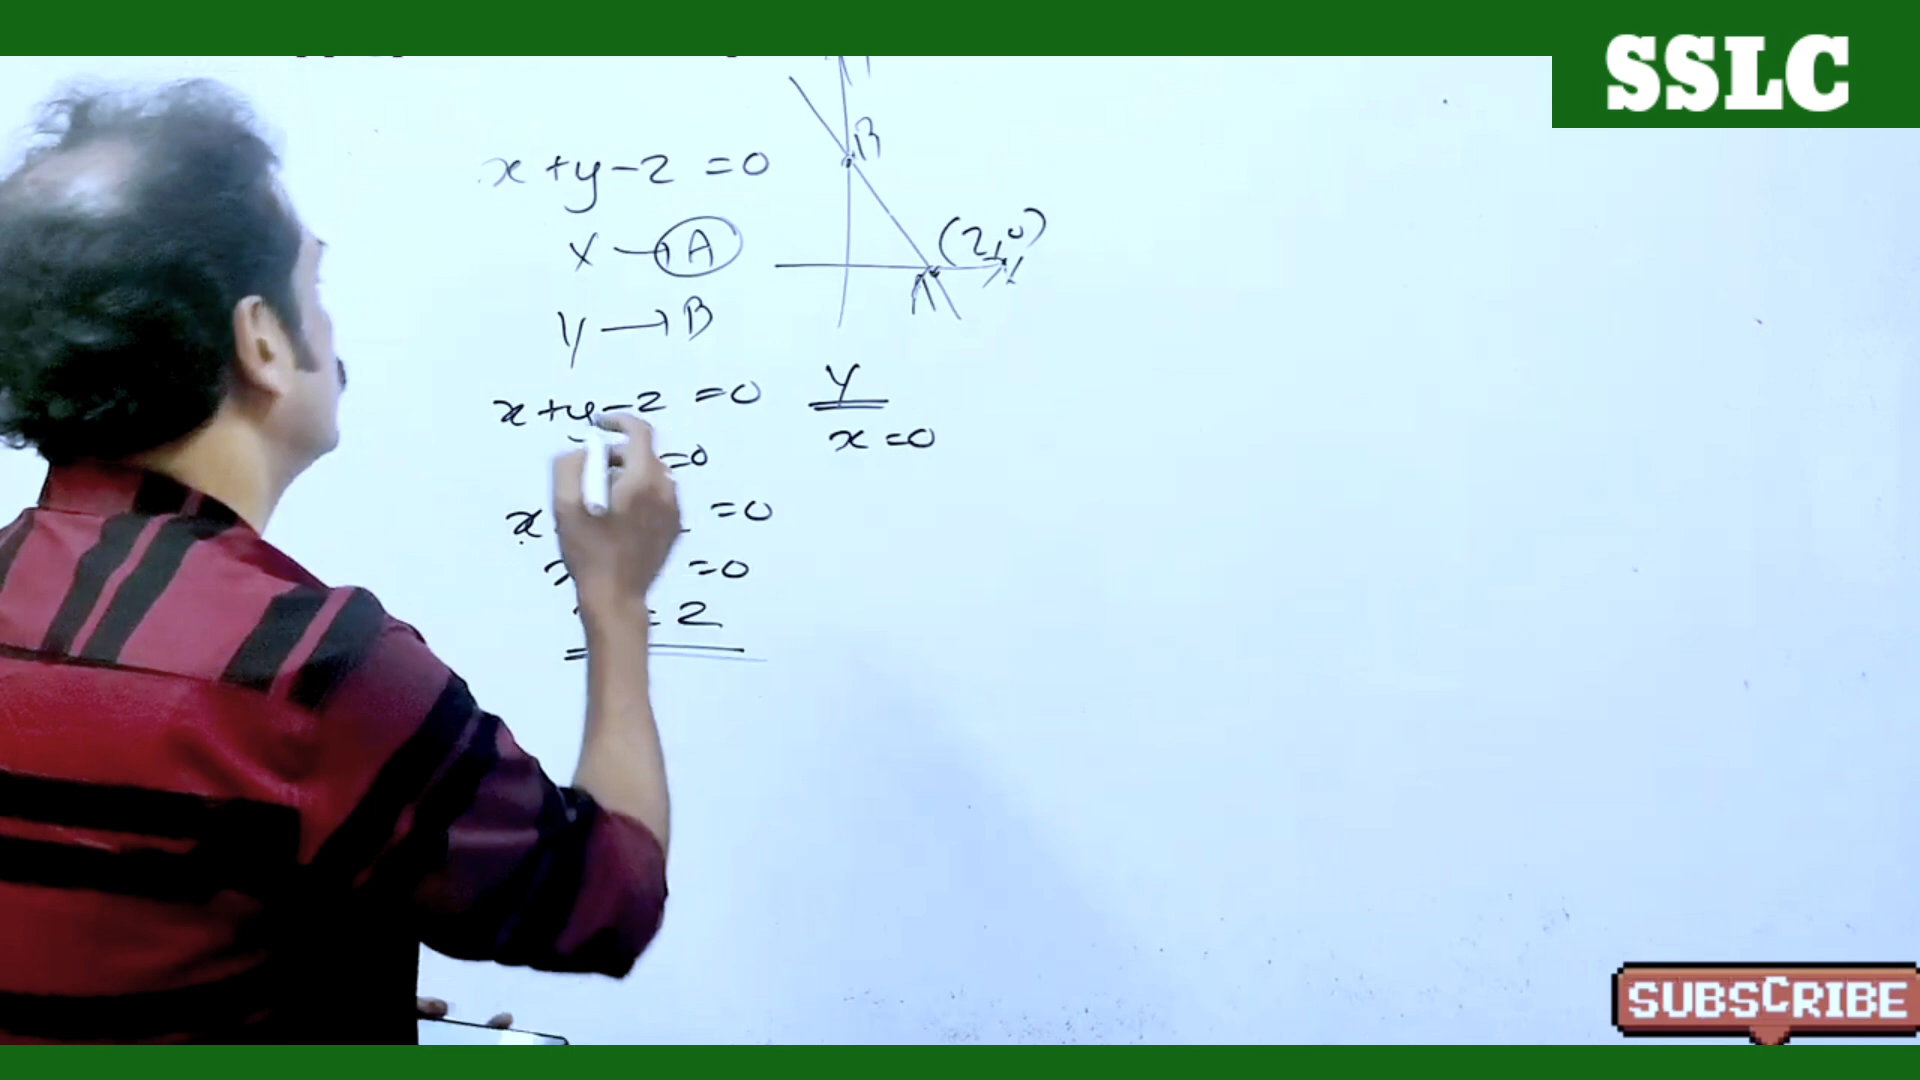 SSLC
x+y-2 =0
B
X → A
(2,0)
A
Y → B
x+y-2 =0
Y
=0
x =0
x =0
=0
= 2
SUBSCRIBE